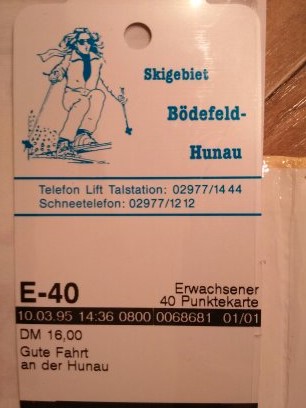 Skigebiet
Bödefeld-
Hunau
Telefon Lift Talstation: 02977/1444
Schneetelefon: 02977/1212
E-40
Erwachsener
40 Punktekarte
10.03.95 14:36 0800 0068681 01/01
DM 16,00
Gute Fahrt
an der Hunau